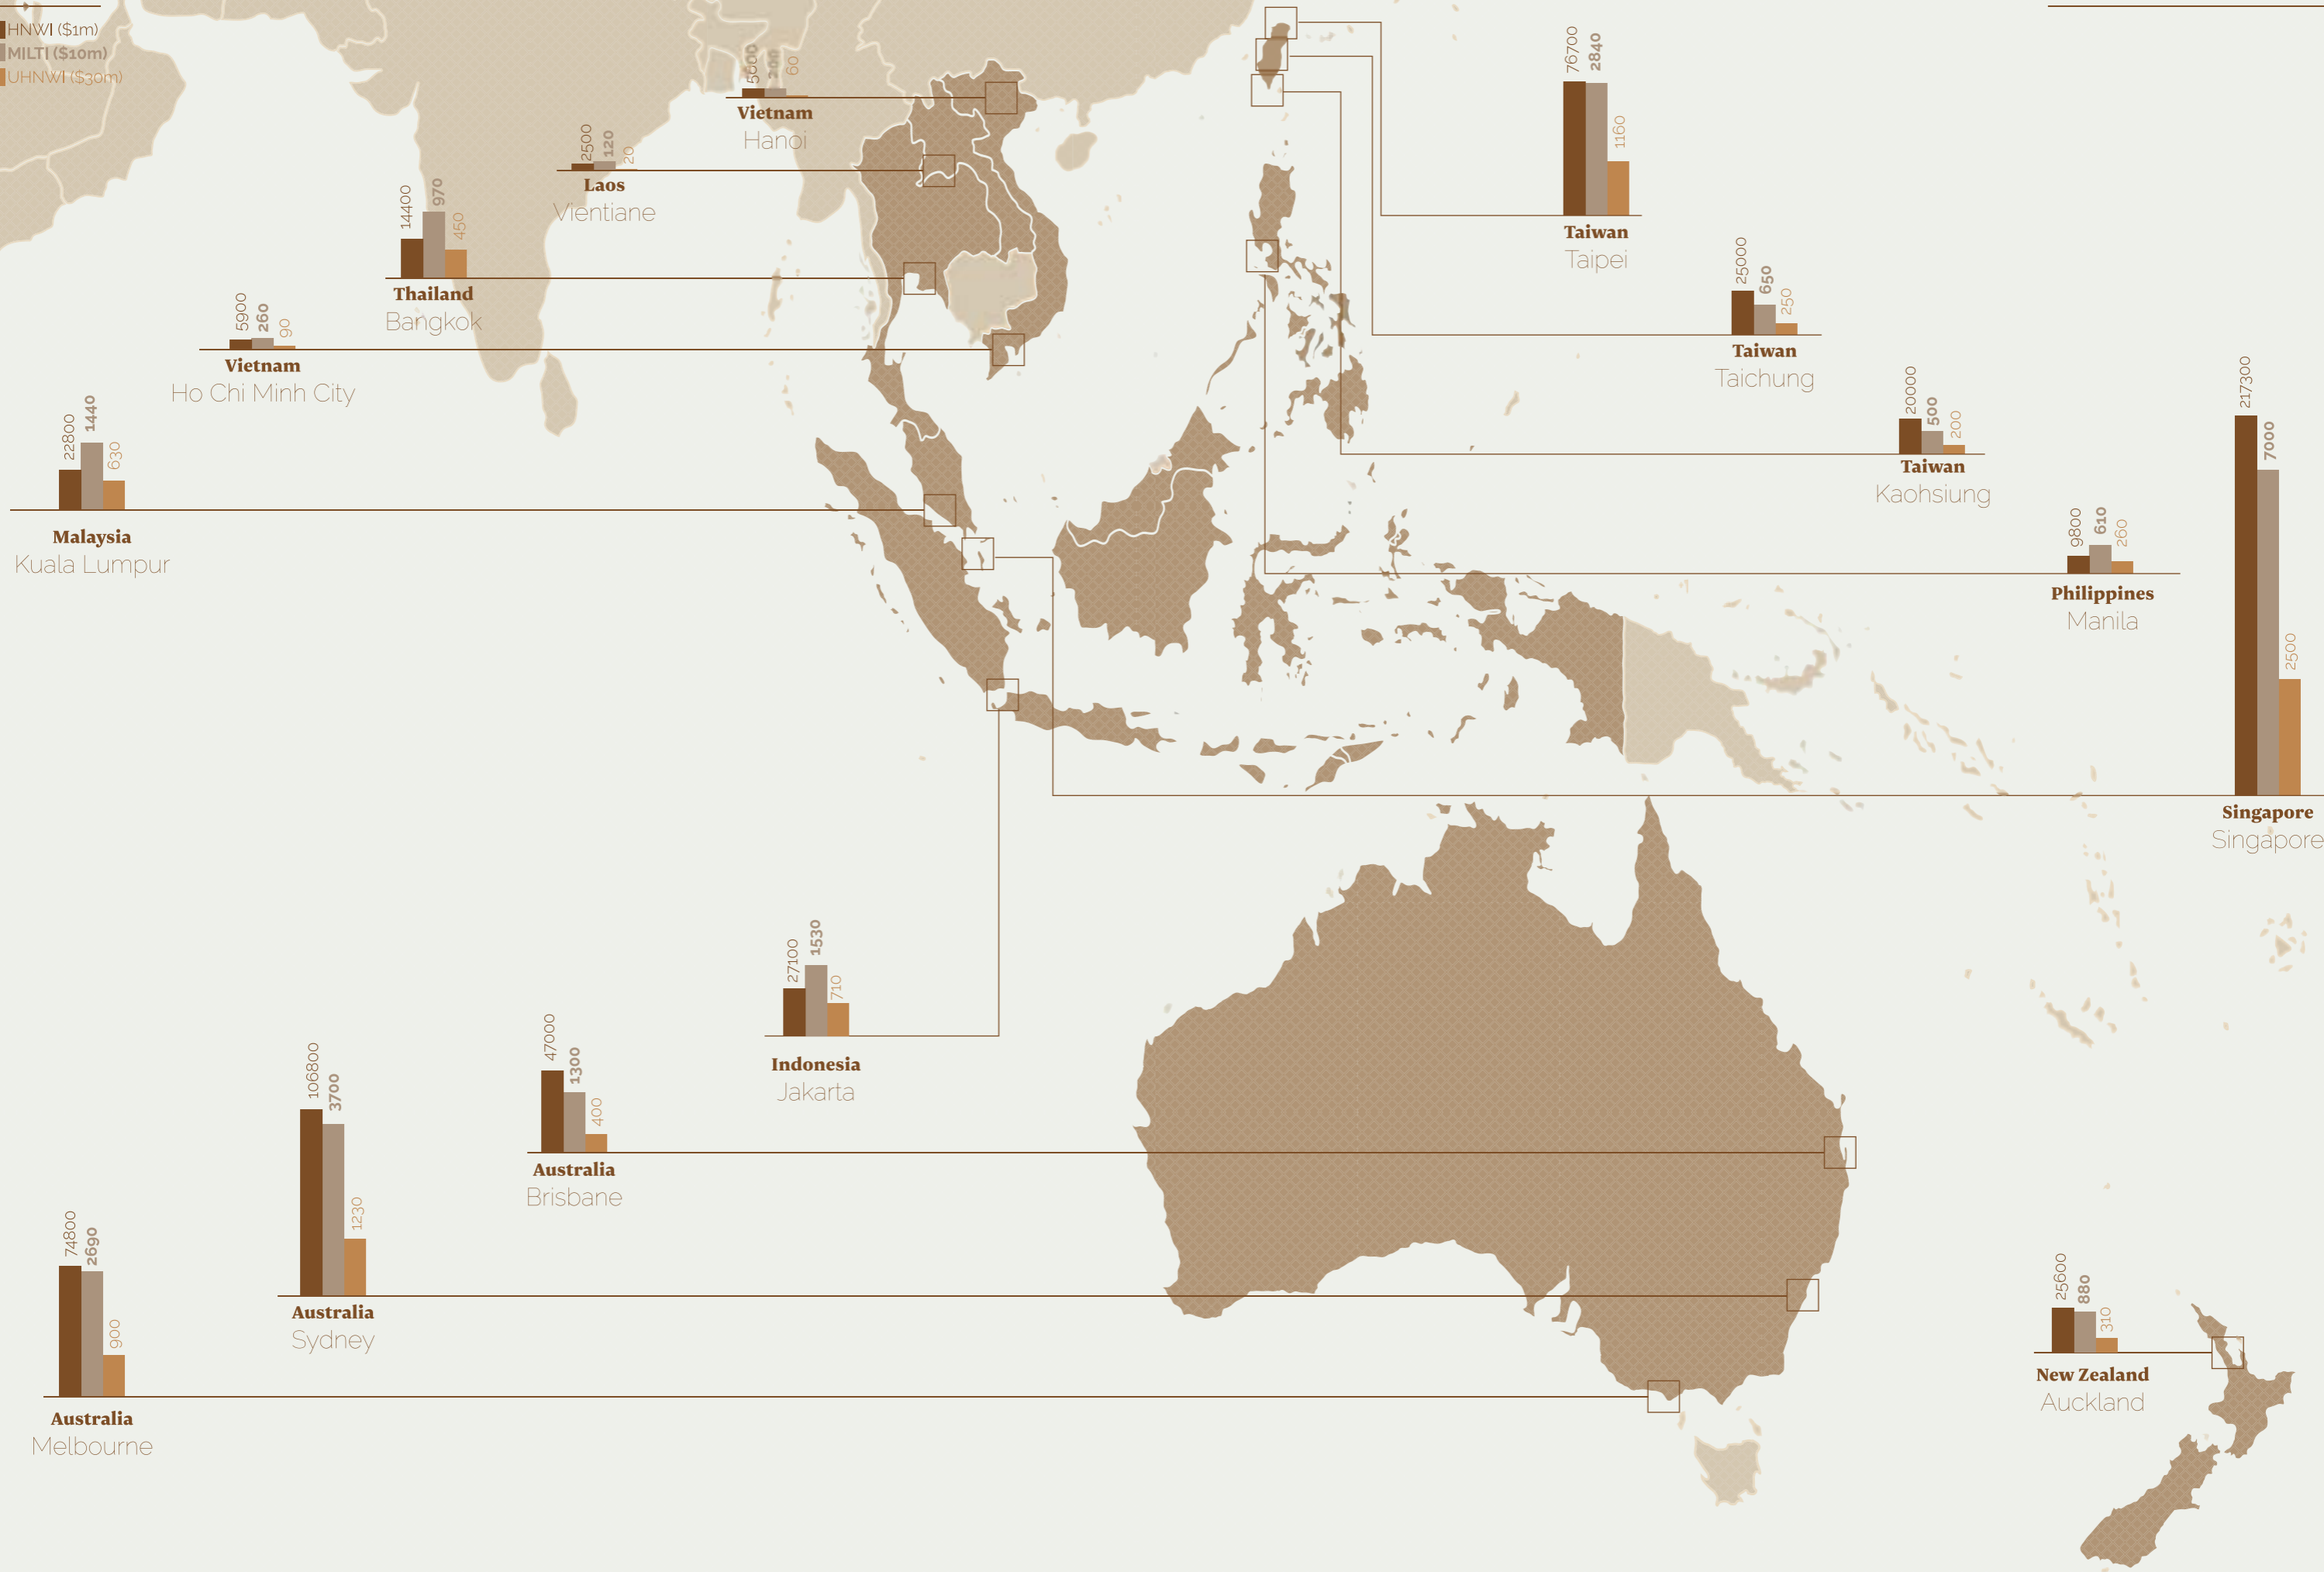 HNWI ($1m)
MILTI ($10m)
UHNWI ($30m)
5000
200
60
Vietnam
Hanoi
2500
120
20
Laos
Vientiane
14400
970
450
Thailand
Bangkok
5900
260
90
Vietnam
Ho Chi Minh City
22800
1440
630
Malaysia
Kuala Lumpur
76700
2840
1160
Taiwan
Taipei
25000
650
250
Taiwan
Taichung
20000
500
200
Taiwan
Kaohsiung
9800
610
260
Philippines
Manila
217300
7000
2500
Singapore
Singapore
27100
1530
710
Indonesia
Jakarta
47000
1300
400
Australia
Brisbane
106800
3700
1230
Australia
Sydney
74800
2690
900
Australia
Melbourne
25600
880
310
New Zealand
Auckland